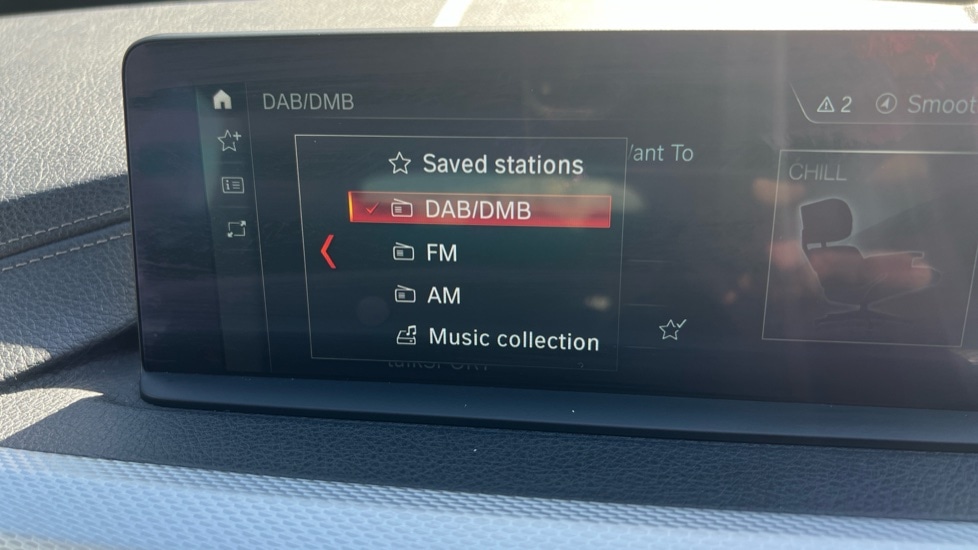 DAB/DMB
2
Smoot
Saved stations
DAB/DMB
FM
AM
Music collection
ant To
CHILL